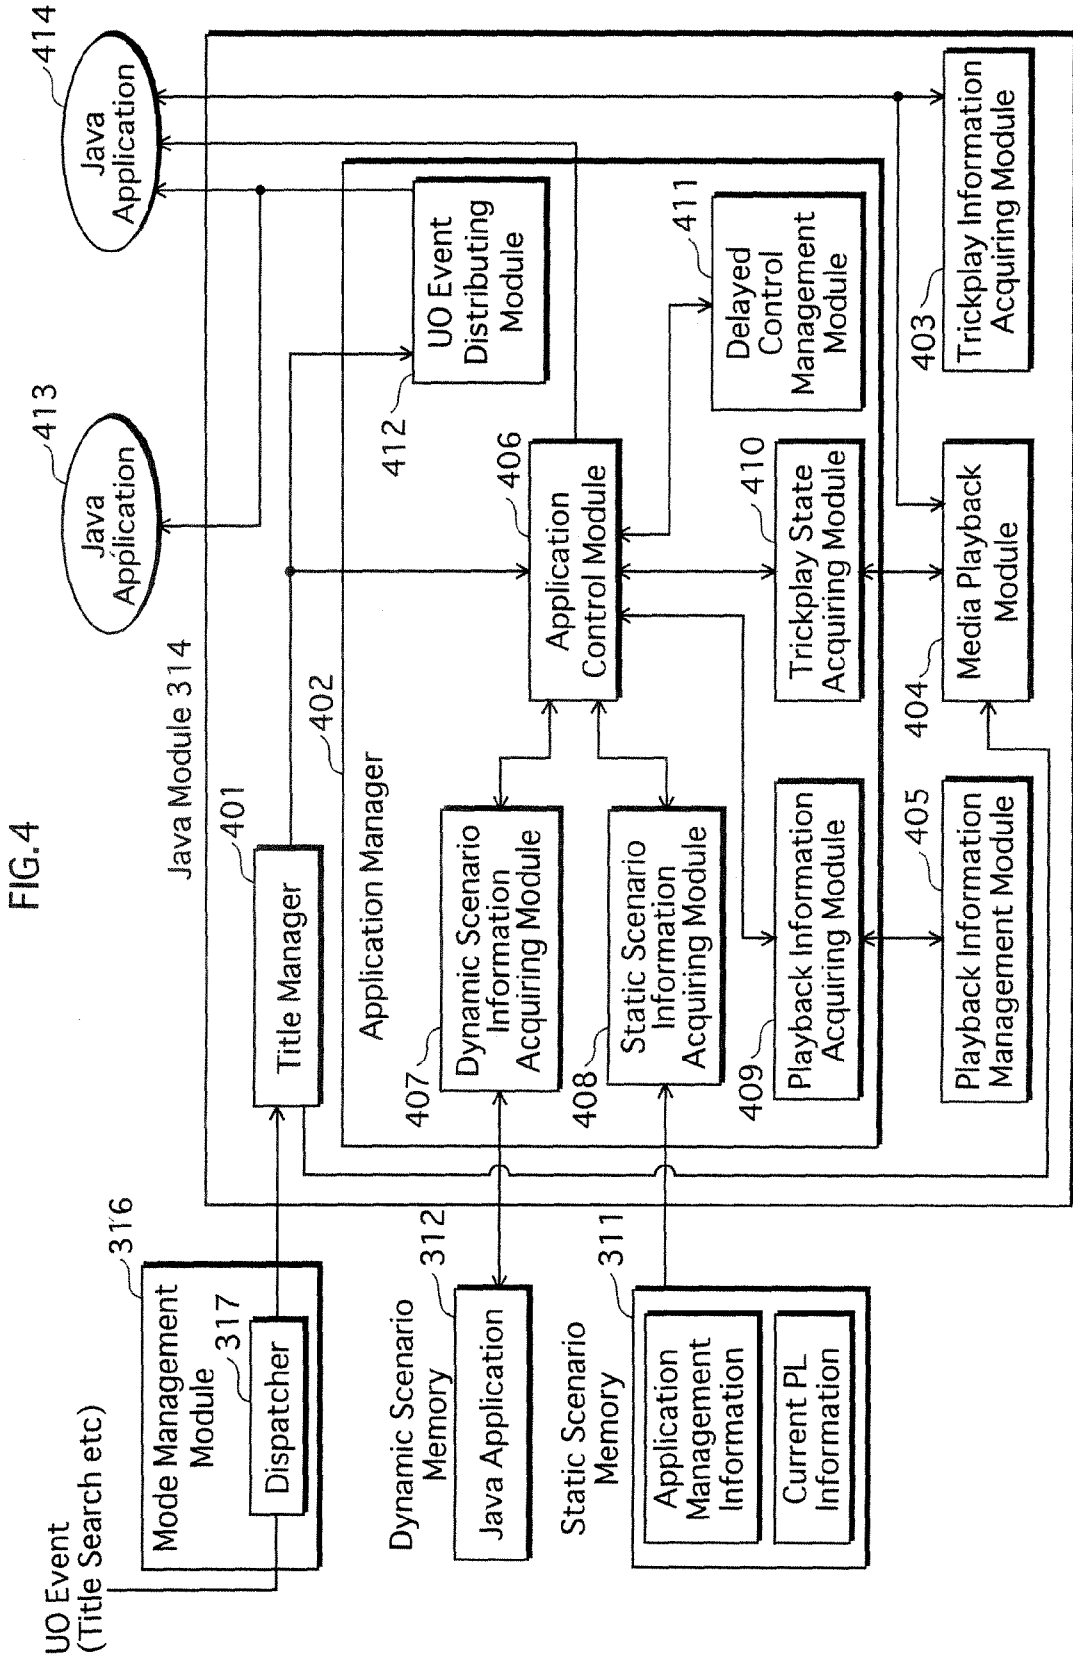 FIG.4
UO Event
(Title Search etc)
Mode Management
Module
316
317
Dispatcher
Dynamic Scenario
Memory
312
Java Application
Static Scenario
Memory
311
Application
Management
Information
Current PL
Information
Java Module 314
401
Title Manager
402
Application Manager
407
Dynamic Scenario
Information
Acquiring Module
408
Static Scenario
Information
Acquiring Module
409
Playback Information
Acquiring Module
405
Playback Information
Management Module
406
Application
Control Module
410
Trickplay State
Acquiring Module
404
Media Playback
Module
412
UO Event
Distributing
Module
411
Delayed
Control
Management
Module
403
Trickplay Information
Acquiring Module
413
Java
Application
414
Java
Application